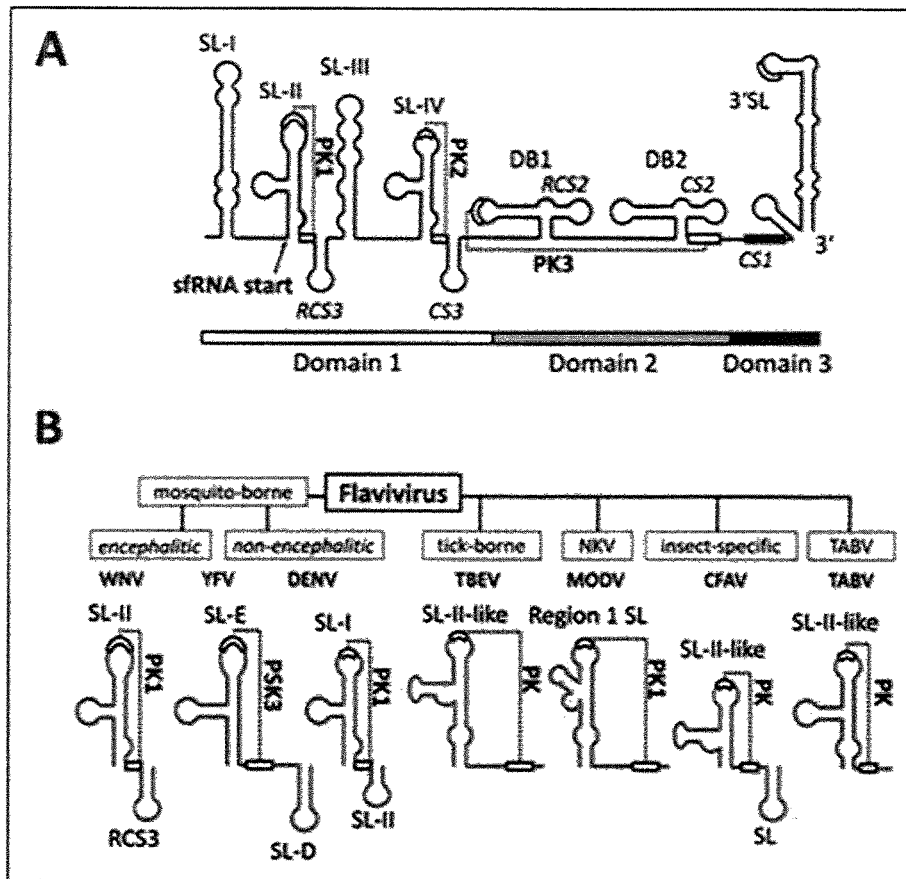 A
SL-I
SL-II
SL-III
SL-IV
3'SL
PK1
PK2
DB1
DB2
RCS2
CS2
PK3
CS1
3'
sfRNA start
RCS3
CS3
Domain 1
Domain 2
Domain 3
B
mosquito-borne
Flavivirus
encephalitic
non-encephalitic
tick-borne
NKV
insect-specific
TABV
WNV
YFV
DENV
TBEV
MODV
CFAV
TABV
SL-II
SL-E
SL-I
SL-II-like
Region 1 SL
SL-II-like
SL-II-like
PK1
PSK3
PK1
PK
PK1
PK
PK
RCS3
SL-D
SL-II
SL